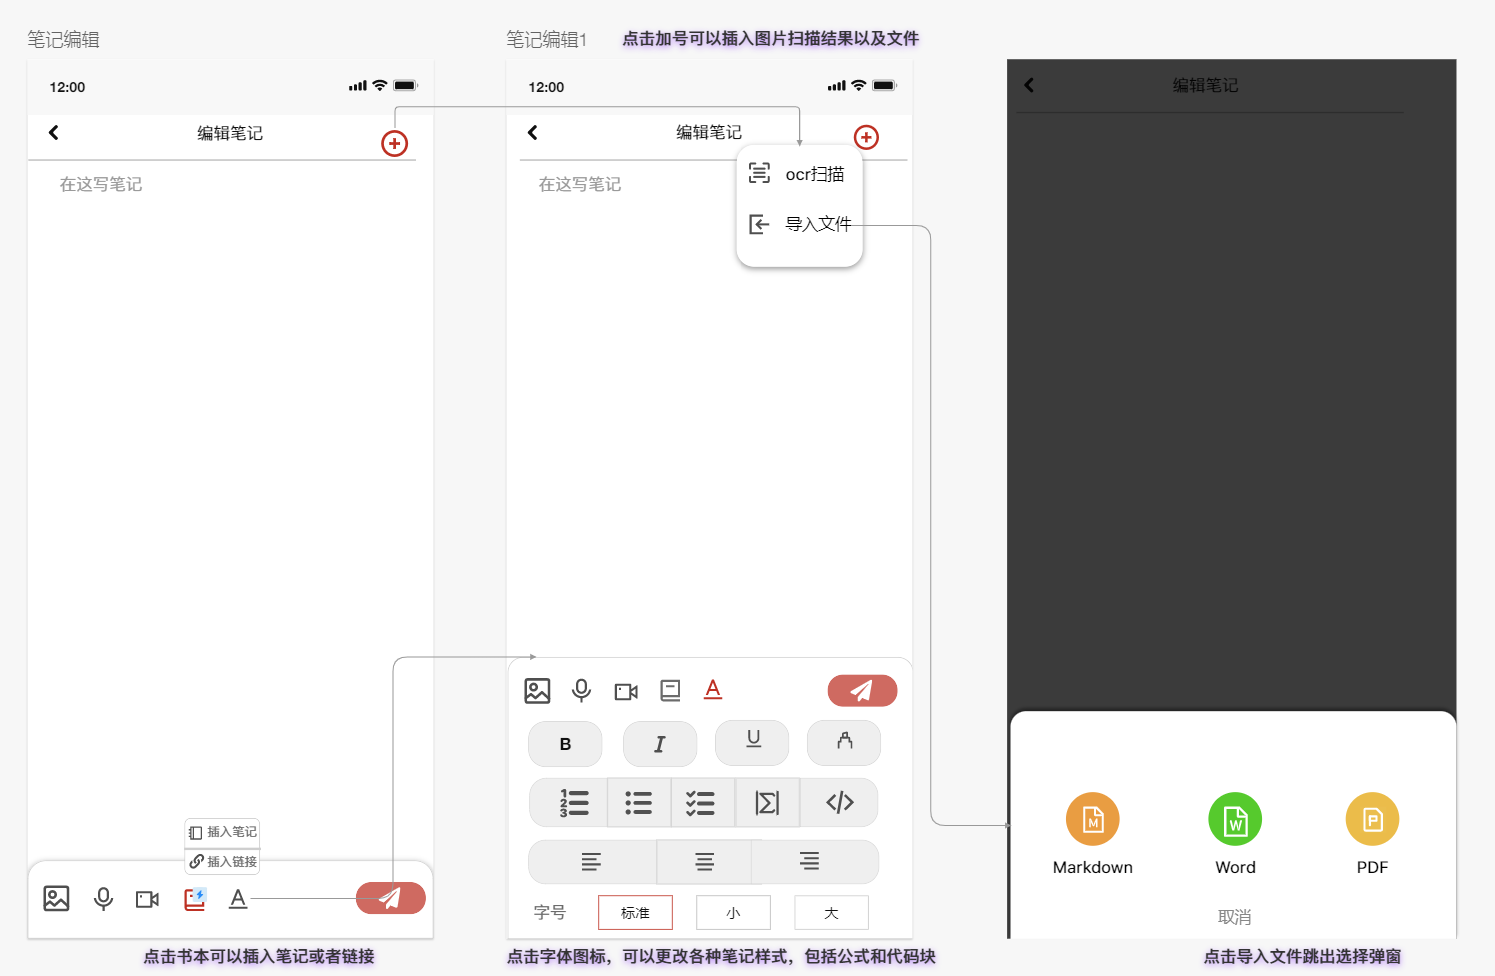 笔记编辑
12:00
编辑笔记
在这写笔记
插入笔记
插入链接
A
点击书本可以插入笔记或者链接
笔记编辑1
点击加号可以插入图片扫描结果以及文件
12:00
编辑笔记
在这写笔记
ocr扫描
导入文件
A
B I U
1
2
3
Σ </>
字号 标准 小 大
点击字体图标，可以更改各种笔记样式，包括公式和代码块
编辑笔记
M W P
Markdown Word PDF
取消
点击导入文件跳出选择弹窗